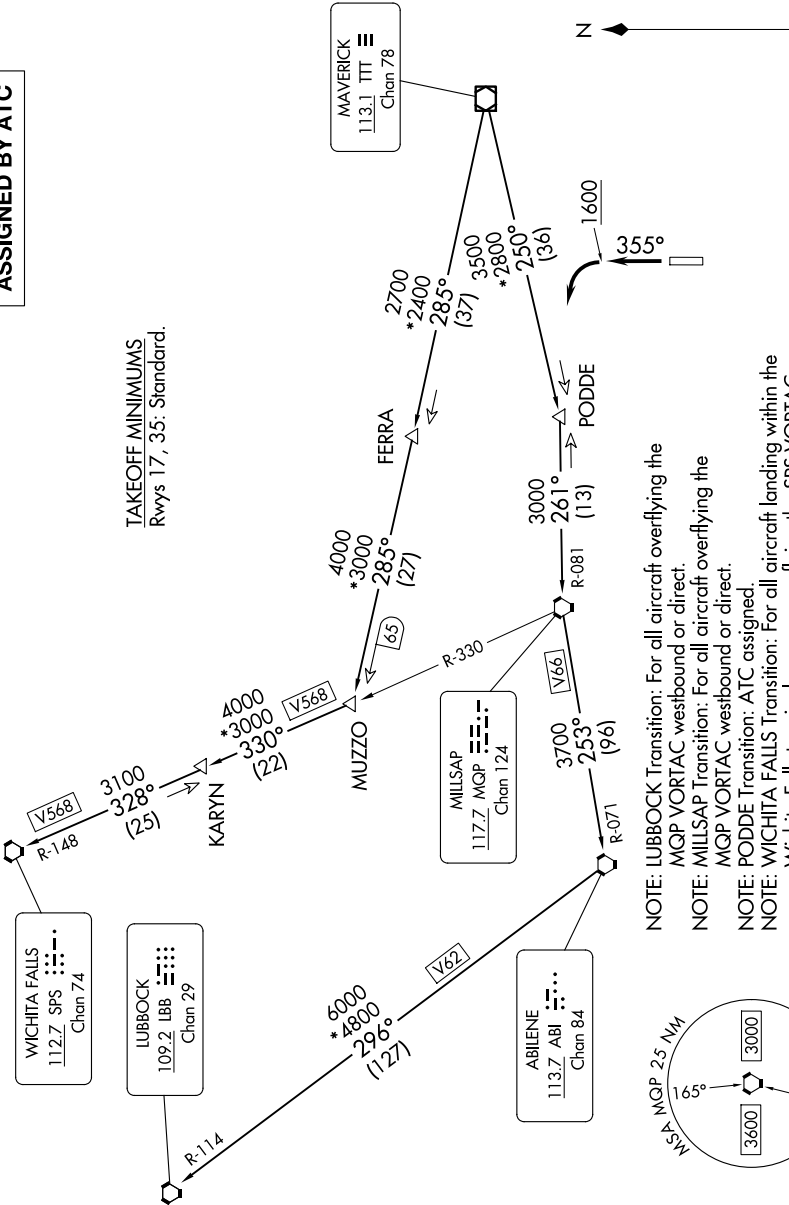 ASSIGNED BY ATC
TAKEOFF MINIMUMS
Rwys 17, 35: Standard.
MAVERICK
113.1 TTT
Chan 78
N
1600
355°
2700
*2400
285°
(37)
3500
*2800
250°
(36)
FERRA
PODDE
4000
*3000
285°
(27)
3000
261°
(13)
R-081
65
R-330
MUZZO
V568
4000
*3000
330°
(22)
KARYN
3100
328°
(25)
V568
R-148
WICHITA FALLS
112.7 SPS
Chan 74
LUBBOCK
109.2 LBB
Chan 29
MILLSAP
117.7 MQP
Chan 124
V66
3700
253°
(96)
R-071
ABILENE
113.7 ABI
Chan 84
V62
6000
*4800
296°
(127)
R-114
MSA MQP 25 NM
165°
3600
3000
NOTE: LUBBOCK Transition: For all aircraft overflying the
MQP VORTAC westbound or direct.
NOTE: MILLSAP Transition: For all aircraft overflying the
MQP VORTAC westbound or direct.
NOTE: PODDE Transition: ATC assigned.
NOTE: WICHITA FALLS Transition: For all aircraft landing within the